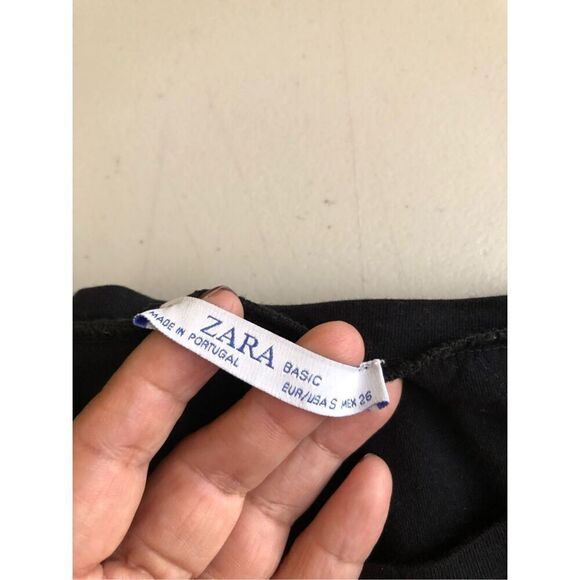 MADE IN
PORTUGAL
ZARA
BASIC
EUR/USA S MEX 26